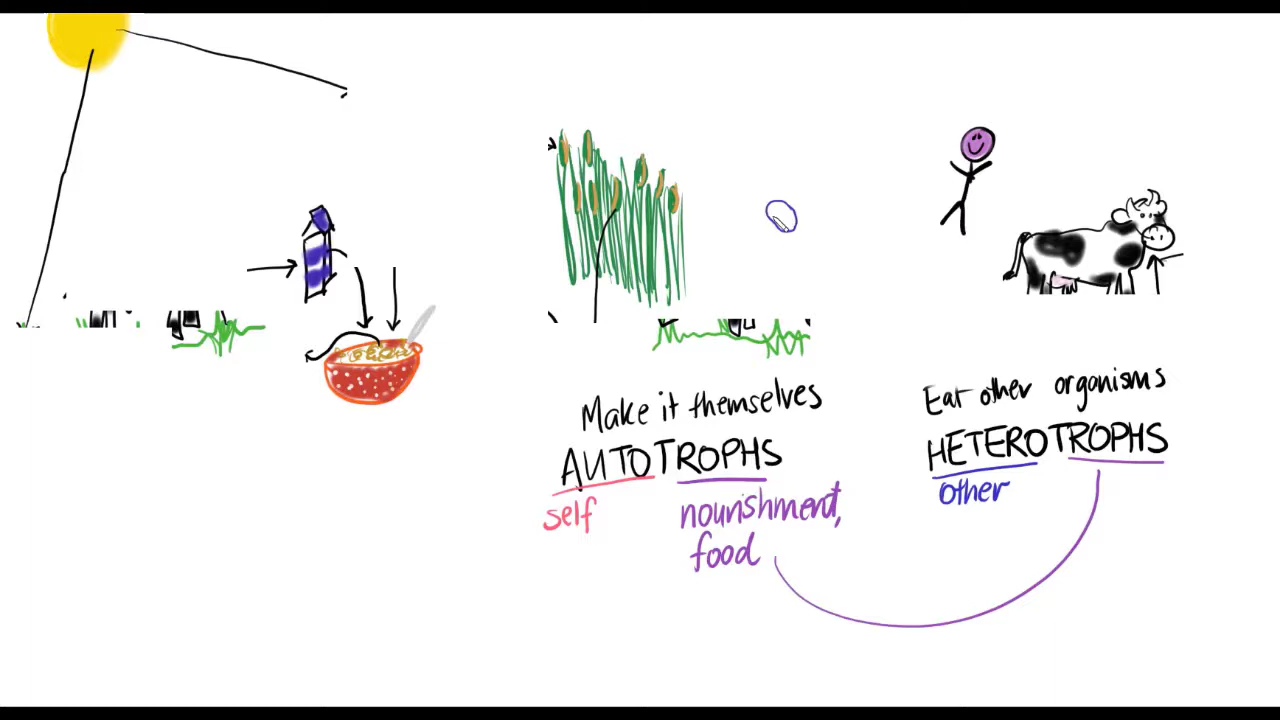 Make it themselves
AUTOTROPHS
self
nourishment,
food
Eat other organisms
HETEROTROPHS
other